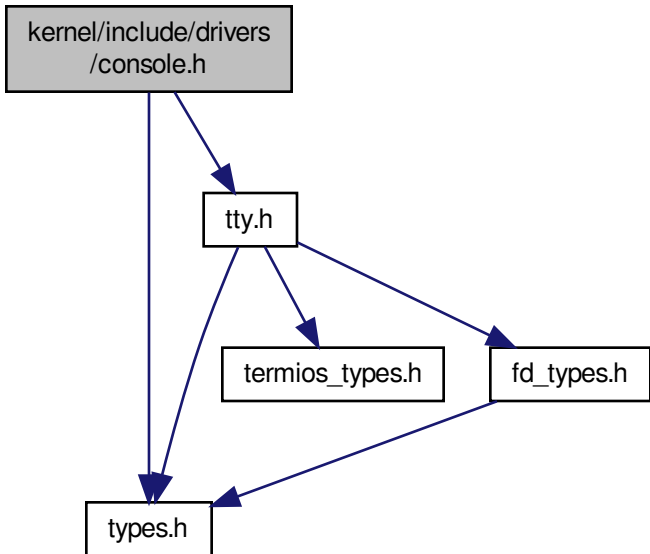 kernel/include/drivers
/console.h
tty.h
termios_types.h
fd_types.h
types.h